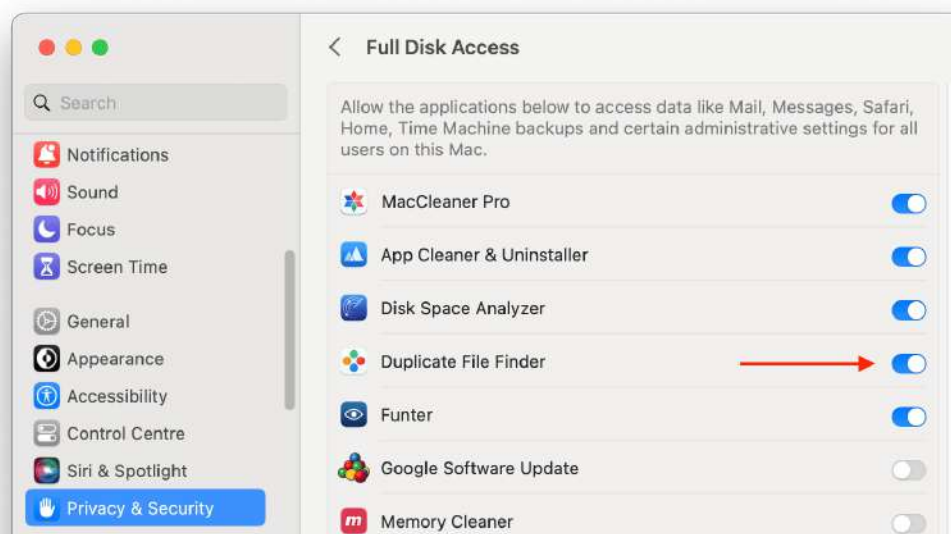 Full Disk Access
Search
Notifications
Sound
Focus
Screen Time
General
Appearance
Accessibility
Control Centre
Siri & Spotlight
Privacy & Security
Allow the applications below to access data like Mail, Messages, Safari,
Home, Time Machine backups and certain administrative settings for all
users on this Mac.
MacCleaner Pro
App Cleaner & Uninstaller
Disk Space Analyzer
Duplicate File Finder
Funter
Google Software Update
m Memory Cleaner